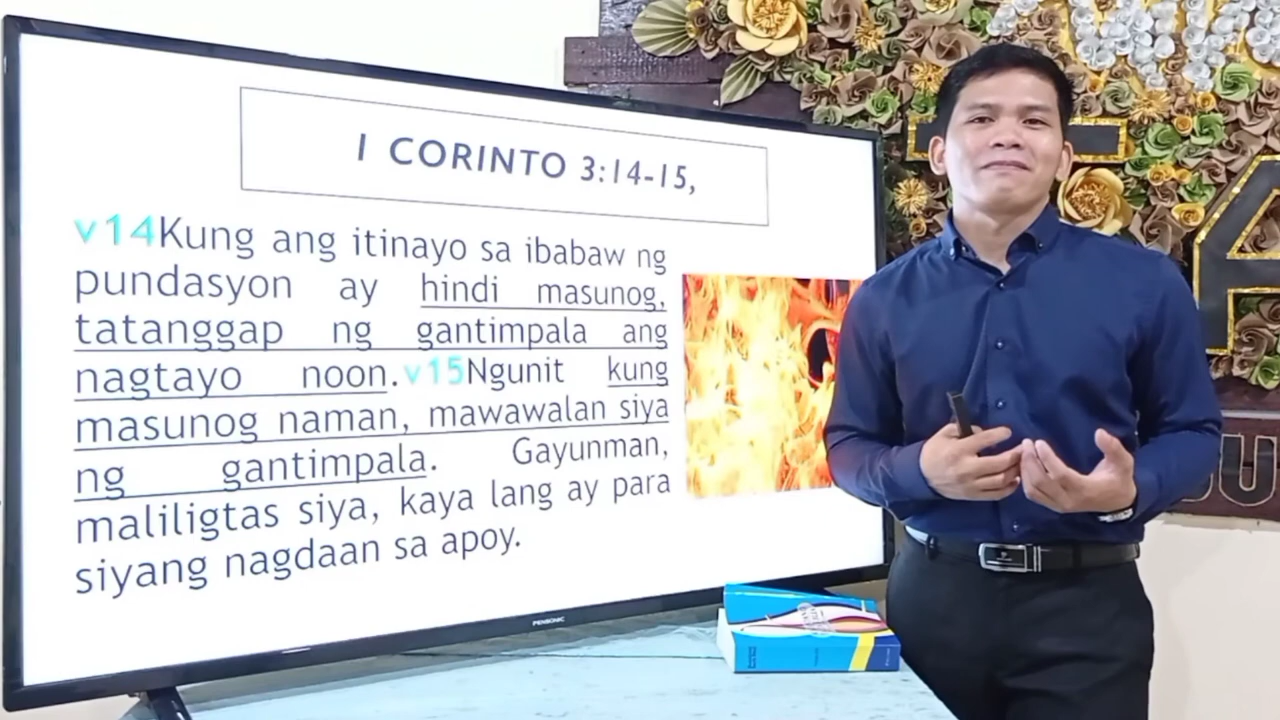 I CORINTO 3:14-15,
v14Kung ang itinayo sa ibabaw ng
pundasyon ay hindi masunog,
tatanggap ng gantimpala ang
nagtayo noon.v15Ngunit kung
masunog naman, mawawalan siya
ng gantimpala. Gayunman,
maliligtas siya, kaya lang ay para
siyang nagdaan sa apoy.
PENSONIC